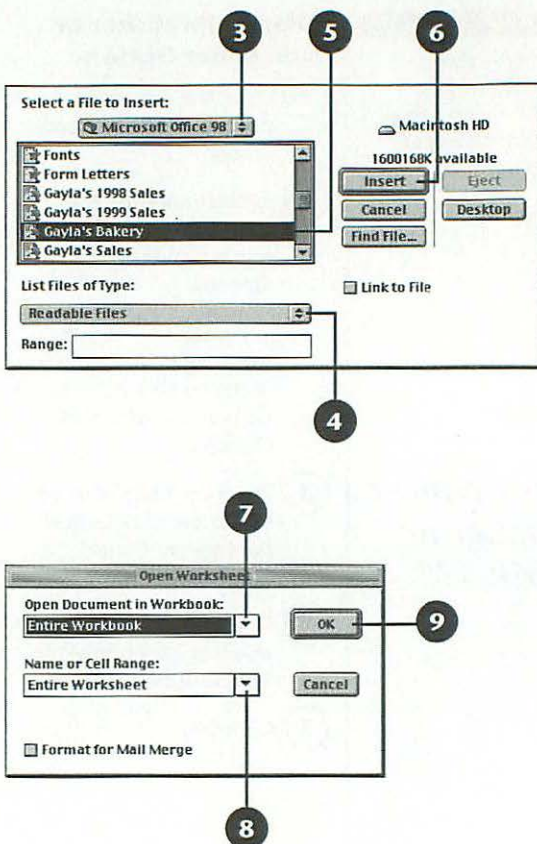 3
5
6
Select a File to Insert:
Microsoft Office 98
Macintosh HD
Fonts
Form Letters
Gayla's 1998 Sales
Gayla's 1999 Sales
Gayla's Bakery
Gayla's Sales
1600168K available
Insert
Eject
Cancel
Desktop
Find File...
List Files of Type:
Link to File
Readable Files
Range:
4
7
Open Worksheet
Open Document in Workbook:
Entire Workbook
OK
9
Name or Cell Range:
Entire Worksheet
Cancel
Format for Mail Merge
8